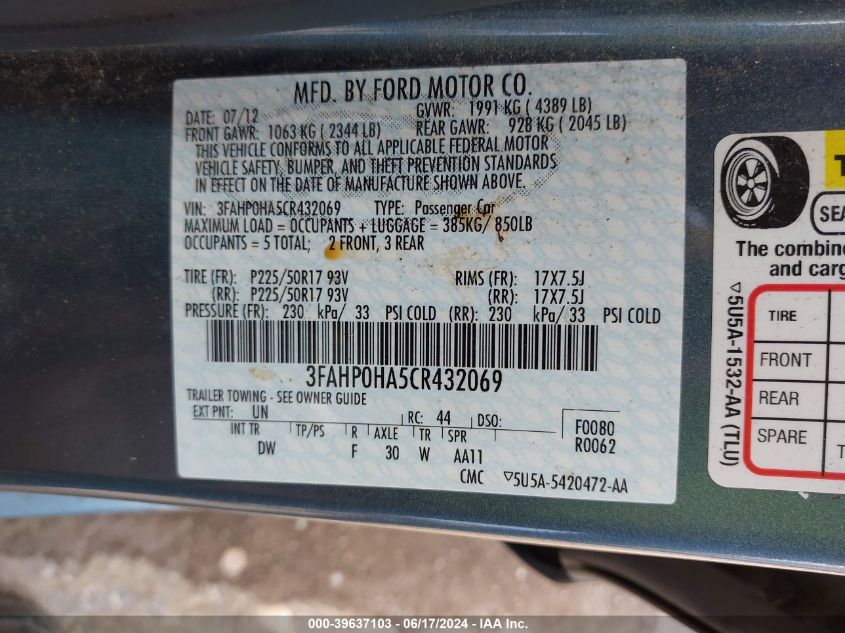 MFD. BY FORD MOTOR CO.
DATE: 07/12 GVWR: 1991 KG ( 4389 LB)
FRONT GAWR: 1063 KG ( 2344 LB) REAR GAWR: 928 KG ( 2045 LB)
THIS VEHICLE CONFORMS TO ALL APPLICABLE FEDERAL MOTOR
VEHICLE SAFETY, BUMPER, AND THEFT PREVENTION STANDARDS
IN EFFECT ON THE DATE OF MANUFACTURE SHOWN ABOVE.
VIN: 3FAHP0HA5CR432069 TYPE: Passenger Car
MAXIMUM LOAD = OCCUPANTS + LUGGAGE = 385KG/ 850LB
OCCUPANTS = 5 TOTAL; 2 FRONT, 3 REAR
TIRE (FR): P225/50R17 93V RIMS (FR): 17X7.5J
(RR): P225/50R17 93V (RR): 17X7.5J
PRESSURE (FR): 230 kPa/ 33 PSI COLD (RR): 230 kPa/ 33 PSI COLD
3FAHP0HA5CR432069
TRAILER TOWING - SEE OWNER GUIDE
EXT PNT: UN RC: 44 DSO: F0080
R0062
INT TR TP/PS R AXLE TR SPR
DW F 30 W AA11
CMC ▽5U5A-5420472-AA
T
SEA
The combine
and carg
▽5U5A-1532-AA (TLU)
TIRE
FRONT
REAR
SPARE T
000-39637103 - 06/17/2024 - IAA Inc.